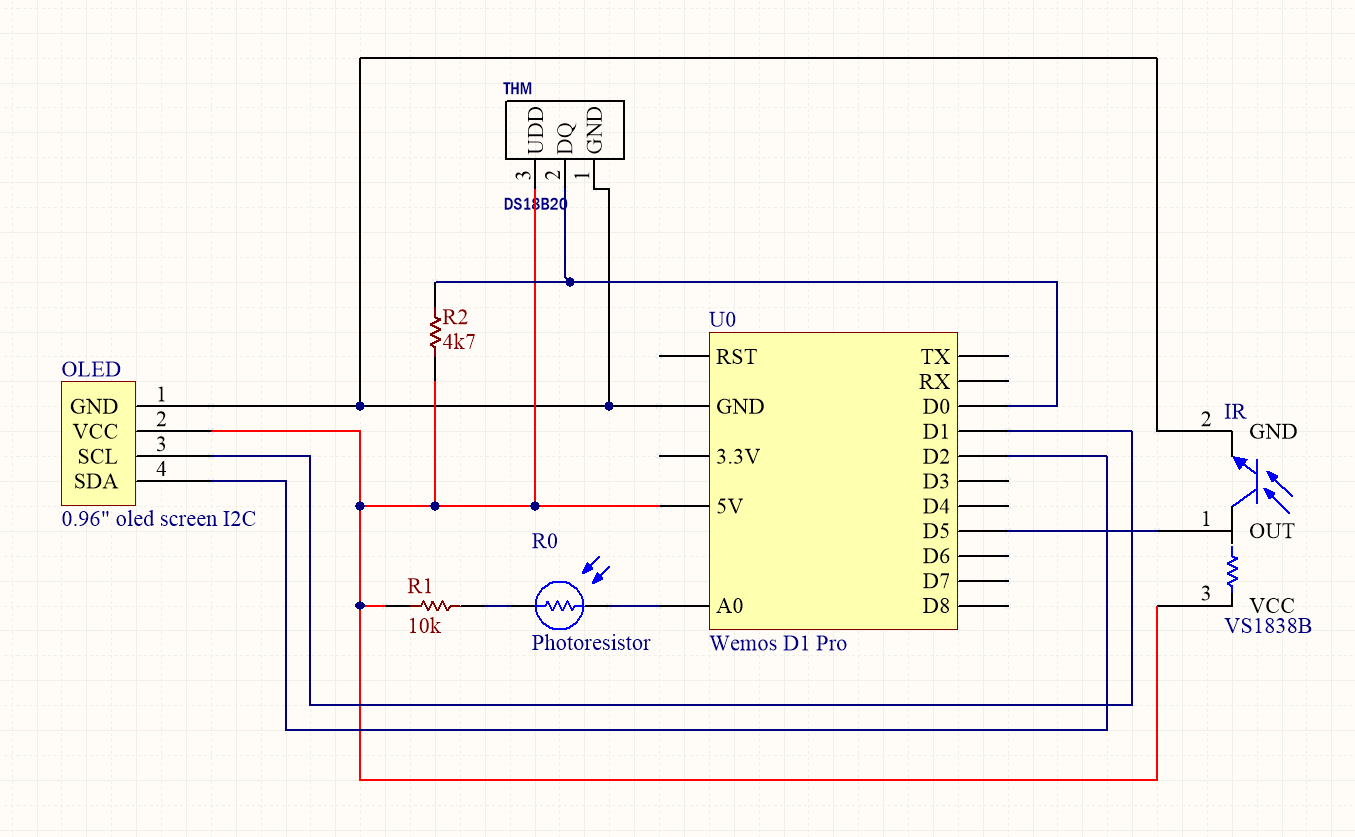 THM
UDD
DQ
GND
3
2
1
DS18B20
R2
4k7
U0
RST
GND
3.3V
5V
A0
TX
RX
D0
D1
D2
D3
D4
D5
D6
D7
D8
Wemos D1 Pro
OLED
GND 1
VCC 2
SCL 3
SDA 4
0.96" oled screen I2C
R0
Photoresistor
R1
10k
IR
2 GND
1 OUT
3 VCC
VS1838B